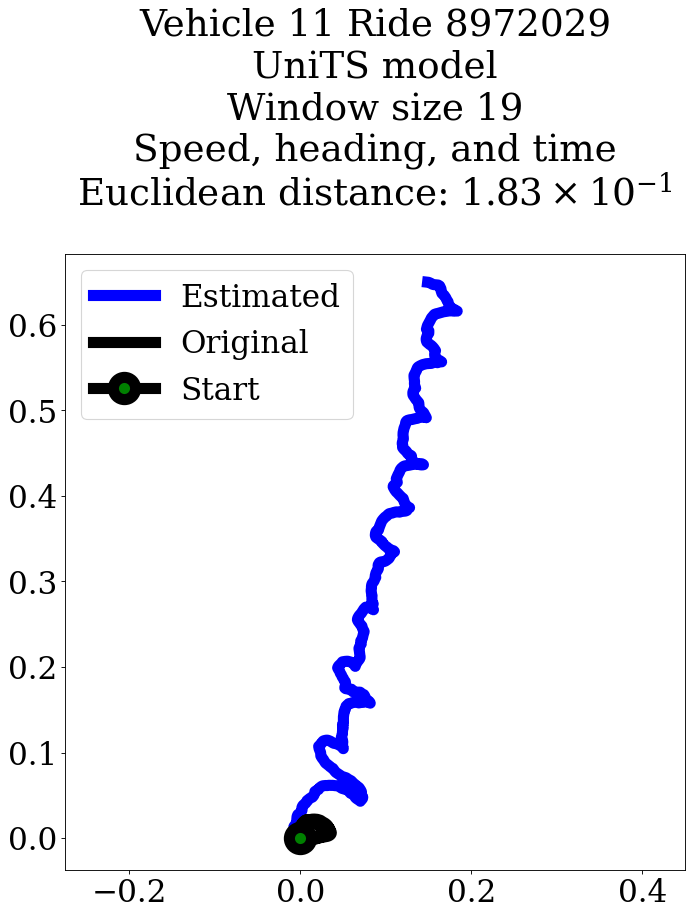 Vehicle 11 Ride 8972029
UniTS model
Window size 19
Speed, heading, and time
Euclidean distance: 1.83 × 10⁻¹
Estimated
Original
Start
0.6
0.5
0.4
0.3
0.2
0.1
0.0
−0.2 0.0 0.2 0.4